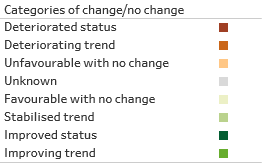 Categories of change/no change
Deteriorated status
Deteriorating trend
Unfavourable with no change
Unknown
Favourable with no change
Stabilised trend
Improved status
Improving trend